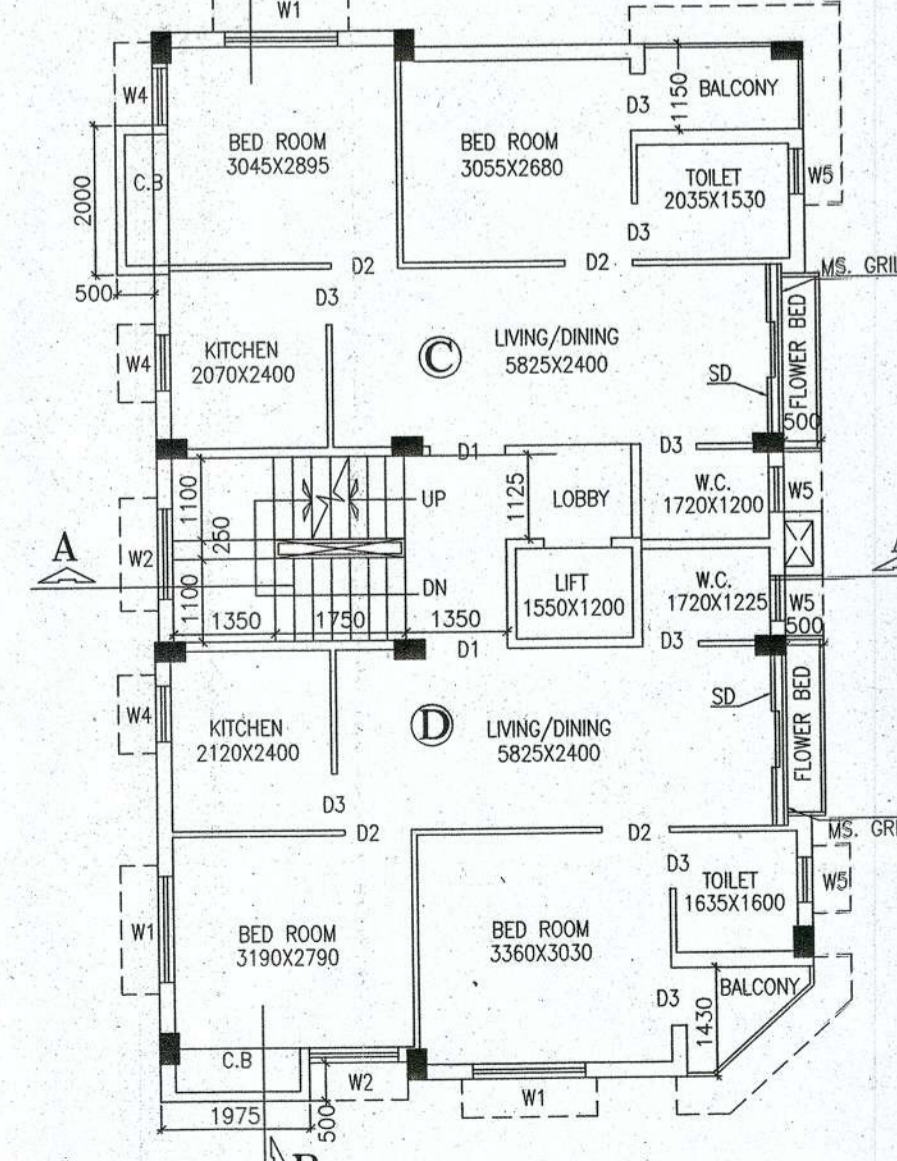 W1
W4
BED ROOM
3045X2895
BED ROOM
3055X2680
D3
1150
BALCONY
C.B
2000
TOILET
2035X1530
W5
D3
500
D2
D2
D3
MS. GRIL
W4
KITCHEN
2070X2400
C
LIVING/DINING
5825X2400
SD
FLOWER BED
500
D1
D3
1100
250
UP
1125
LOBBY
W.C.
1720X1200
W5
A
W2
1100
DN
LIFT
1550X1200
W.C.
1720X1225
W5
500
1350
1750
1350
D1
D3
W4
KITCHEN
2120X2400
D
LIVING/DINING
5825X2400
SD
FLOWER BED
D3
D2
D2
MS. GRI
D3
W1
BED ROOM
3190X2790
BED ROOM
3360X3030
TOILET
1635X1600
W5
D3
1430
BALCONY
C.B
W2
W1
1975
500